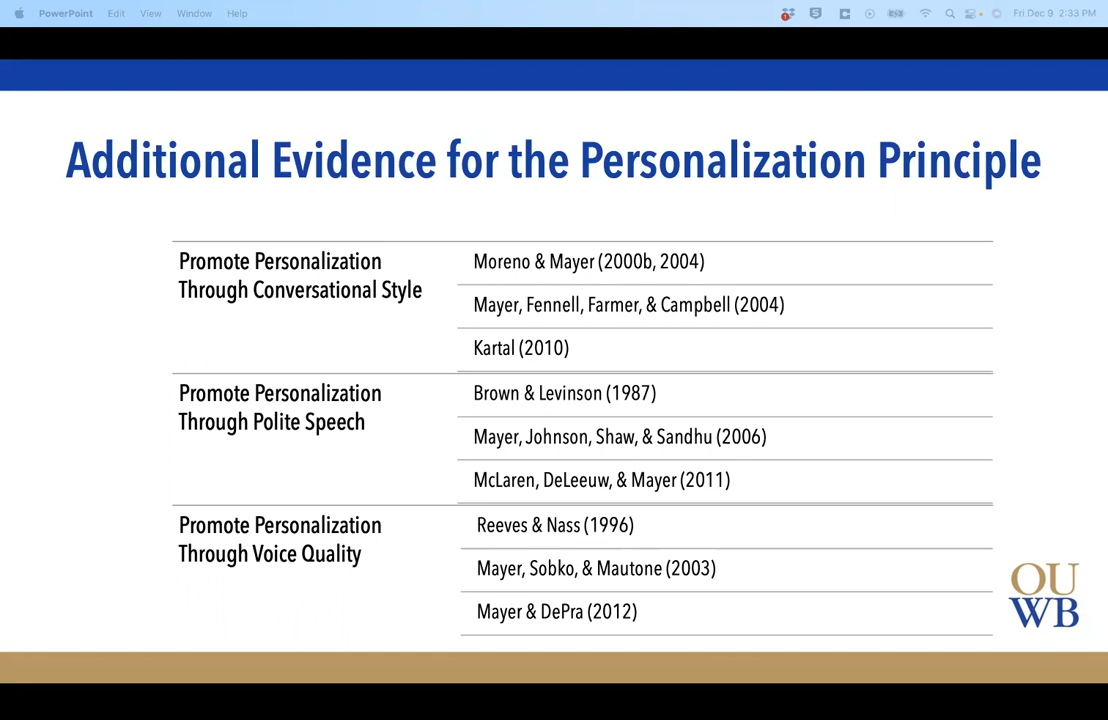 PowerPoint Edit View Window Help Fri Dec 9 2:33 PM
Additional Evidence for the Personalization Principle
Promote Personalization
Through Conversational Style
Moreno & Mayer (2000b, 2004)
Mayer, Fennell, Farmer, & Campbell (2004)
Kartal (2010)
Promote Personalization
Through Polite Speech
Brown & Levinson (1987)
Mayer, Johnson, Shaw, & Sandhu (2006)
McLaren, DeLeeuw, & Mayer (2011)
Promote Personalization
Through Voice Quality
Reeves & Nass (1996)
Mayer, Sobko, & Mautone (2003)
Mayer & DePra (2012)
OU
WB